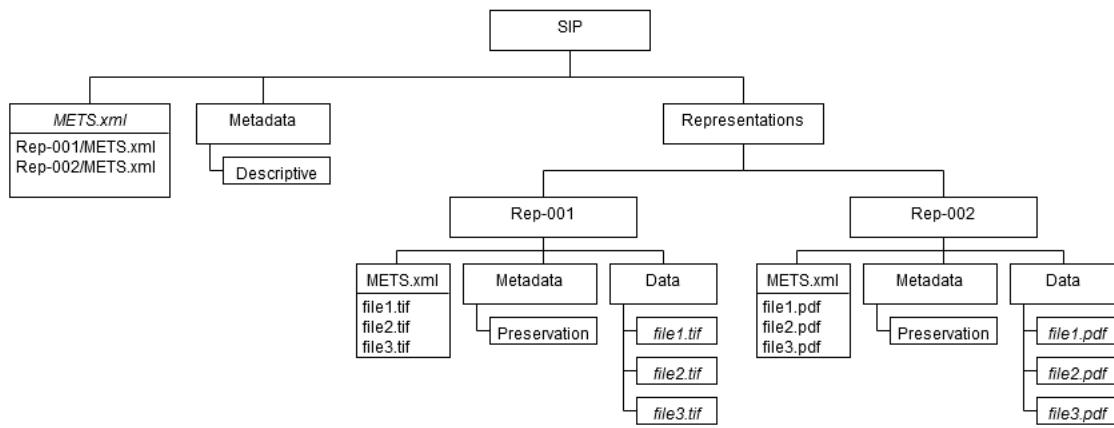 SIP
METS.xml
Rep-001/METS.xml
Rep-002/METS.xml
Metadata
Descriptive
Representations
Rep-001
METS.xml
file1.tif
file2.tif
file3.tif
Metadata
Preservation
Data
file1.tif
file2.tif
file3.tif
Rep-002
METS.xml
file1.pdf
file2.pdf
file3.pdf
Metadata
Preservation
Data
file1.pdf
file2.pdf
file3.pdf